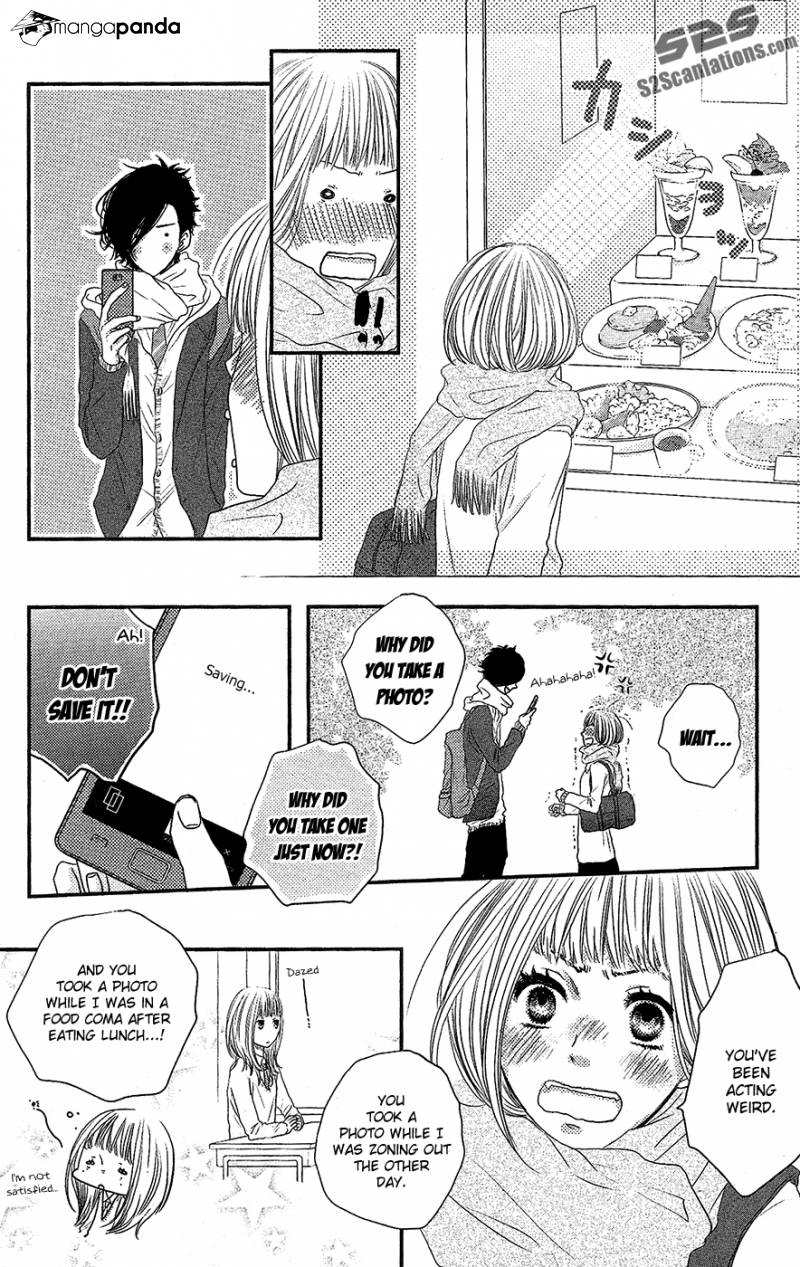 mangapanda
S2S
S2Scanlations.com
カシャッ
!!
WAIT...
Ahahahaha!
WHY DID
YOU TAKE A
PHOTO?
WHY DID
YOU TAKE ONE
JUST NOW?!
Saving...
Ah!
DON'T
SAVE IT!!
YOU'VE
BEEN
ACTING
WEIRD.
YOU
TOOK A
PHOTO WHILE I
WAS ZONING OUT
THE OTHER
DAY.
Dazed
AND YOU
TOOK A PHOTO
WHILE I WAS IN A
FOOD COMA AFTER
EATING LUNCH...!
I'm not
satisfied...